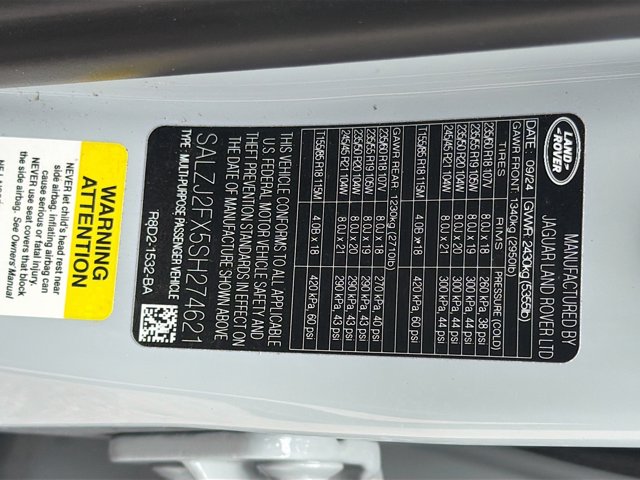 LAND-
ROVER
MANUFACTURED BY
JAGUAR LAND ROVER LTD
DATE: 09/24 GVWR 2430kg (5355lb)
GAWR FRONT 1340kg (2950lb)
TIRES RIMS PRESSURE (COLD)
235/60 R18 107V 8.0J x 18 260 kPa, 38 psi
235/55 R19 105W 8.0J x 19 300 kPa, 44 psi
235/50 R20 104W 8.0J x 20 300 kPa, 44 psi
245/45 R21 104W 8.0J x 21 300 kPa, 44 psi
T155/85 R18 115M 4.0B x 18 420 kPa, 60 psi
GAWR REAR 1230kg (2710lb)
235/60 R18 107V 8.0J x 18 270 kPa, 40 psi
235/55 R19 105W 8.0J x 19 290 kPa, 43 psi
235/50 R20 104W 8.0J x 20 290 kPa, 43 psi
245/45 R21 104W 8.0J x 21 290 kPa, 43 psi
T155/85 R18 115M 4.0B x 18 420 kPa, 60 psi
THIS VEHICLE CONFORMS TO ALL APPLICABLE
U.S. FEDERAL MOTOR VEHICLE SAFETY AND
THEFT PREVENTION STANDARDS IN EFFECT ON
THE DATE OF MANUFACTURE SHOWN ABOVE.
SALZJ2FX5SH274621
TYPE: MULTI-PURPOSE PASSENGER VEHICLE
R8D2-1532-BA
WARNING
ATTENTION
NEVER let child's head rest near
side airbag. inflating airbag can
cause serious or fatal injury.
NEVER use seat covers that block
the side airbag. See Owners' Manual